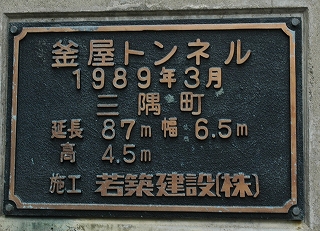 釜屋トンネル
1989年3月
三隅町
延長 87m 幅 6.5m
高 4.5m
施工 若築建設(株)